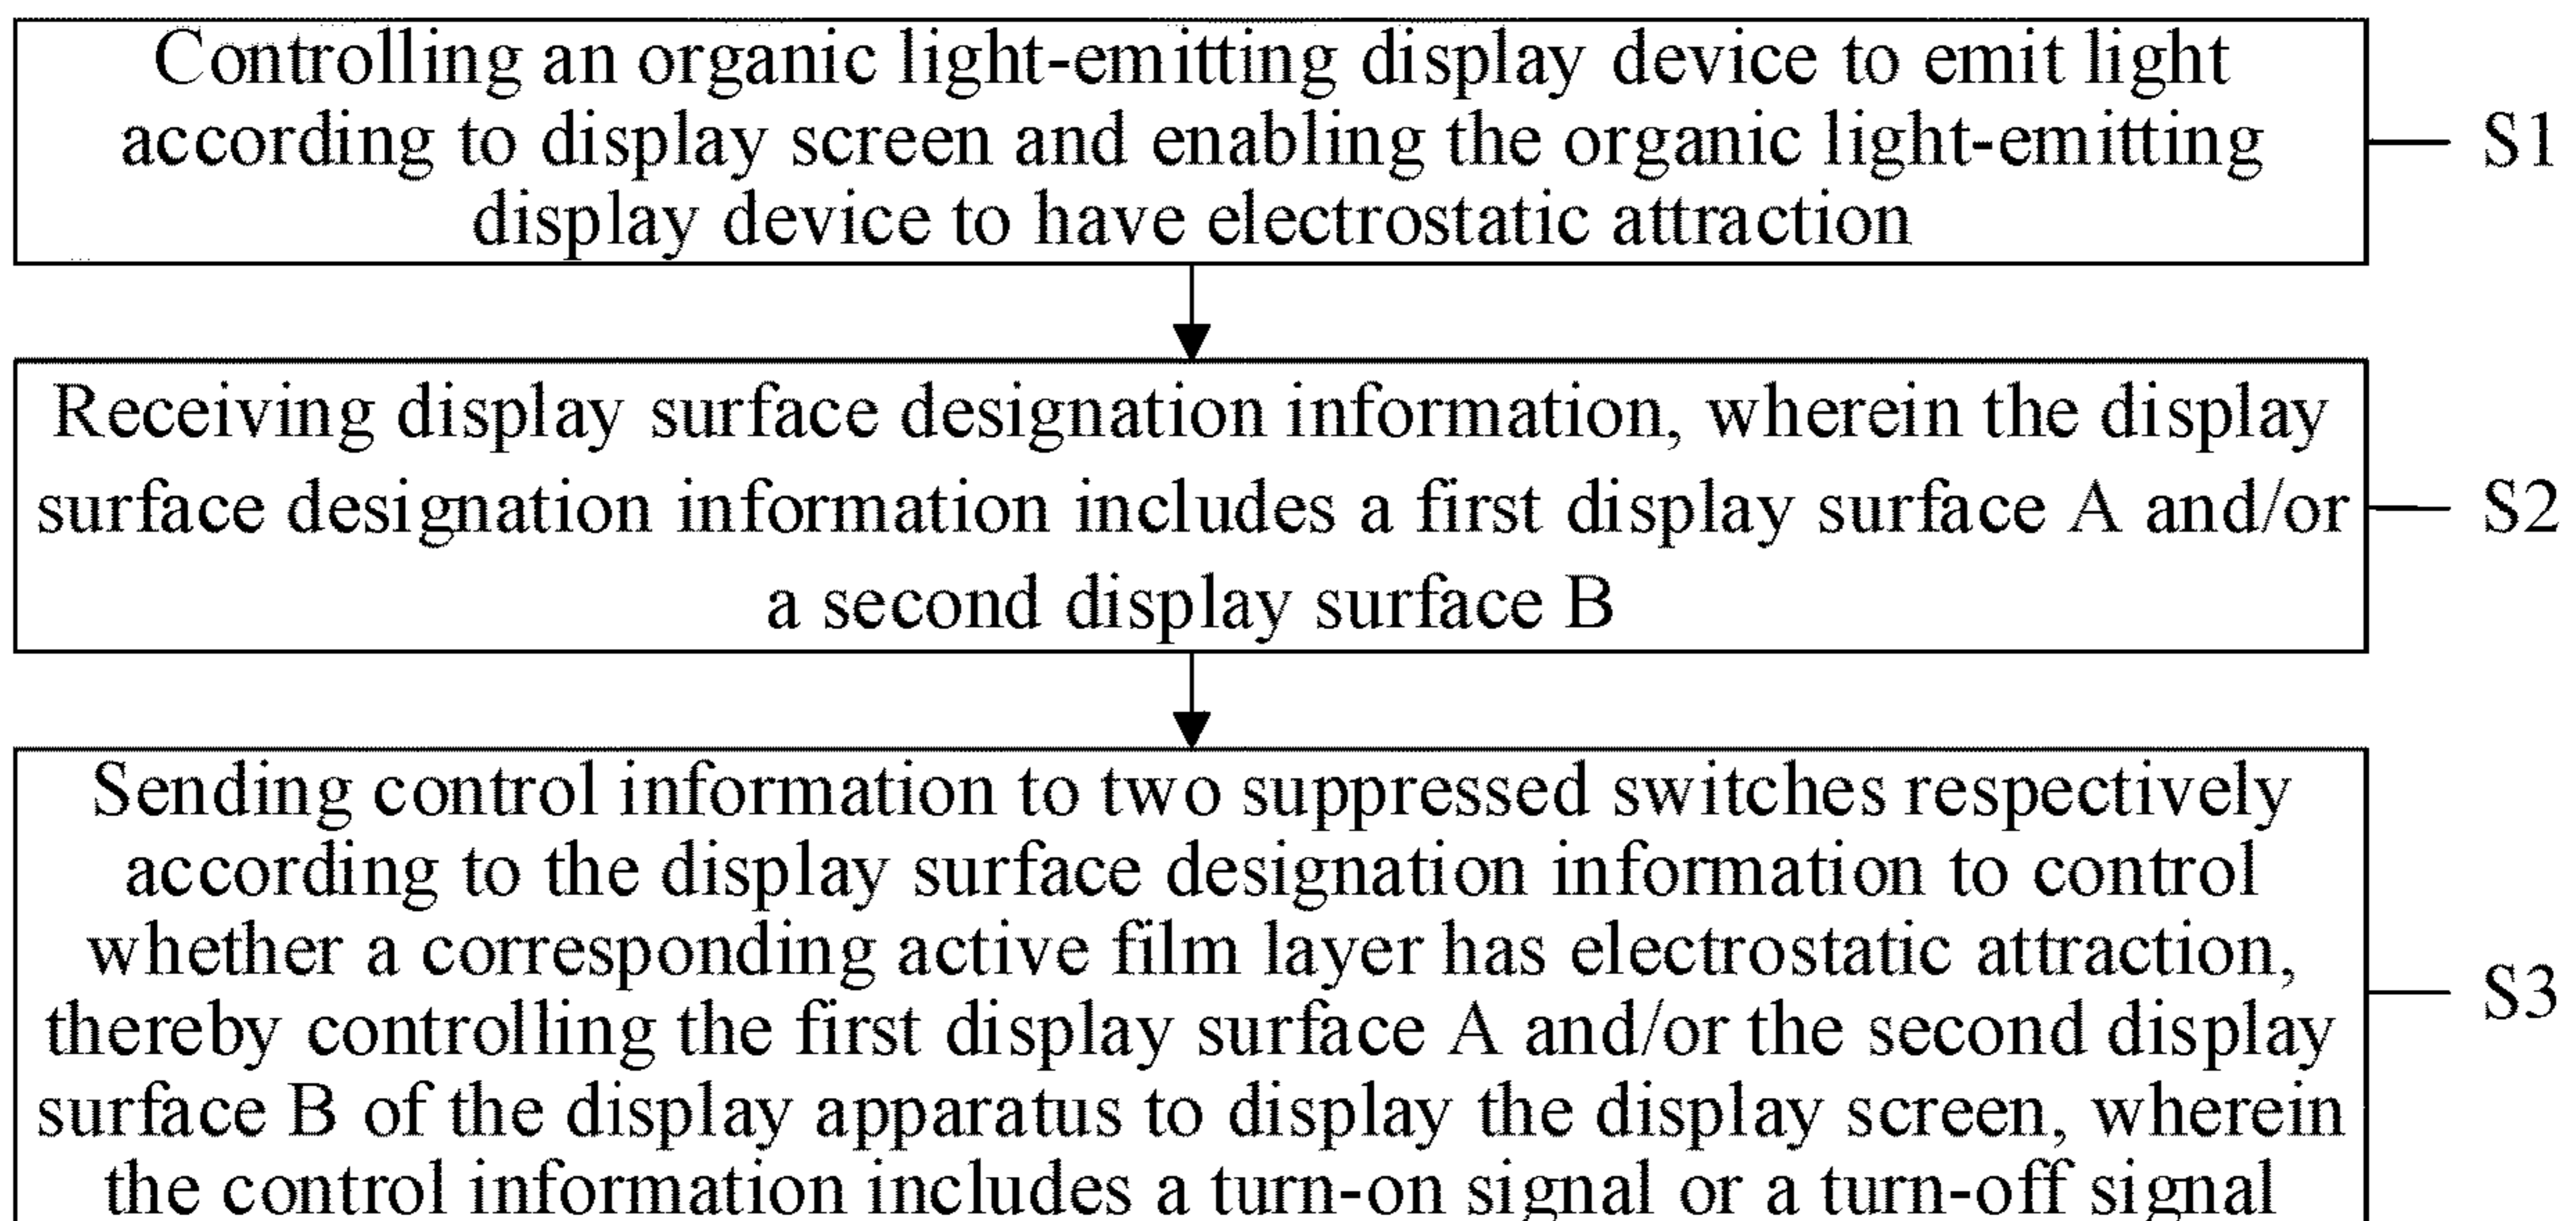 Controlling an organic light-emitting display device to emit light
according to display screen and enabling the organic light-emitting
display device to have electrostatic attraction
S1
Receiving display surface designation information, wherein the display
surface designation information includes a first display surface A and/or
a second display surface B
S2
Sending control information to two suppressed switches respectively
according to the display surface designation information to control
whether a corresponding active film layer has electrostatic attraction,
thereby controlling the first display surface A and/or the second display
surface B of the display apparatus to display the display screen, wherein
the control information includes a turn-on signal or a turn-off signal
S3